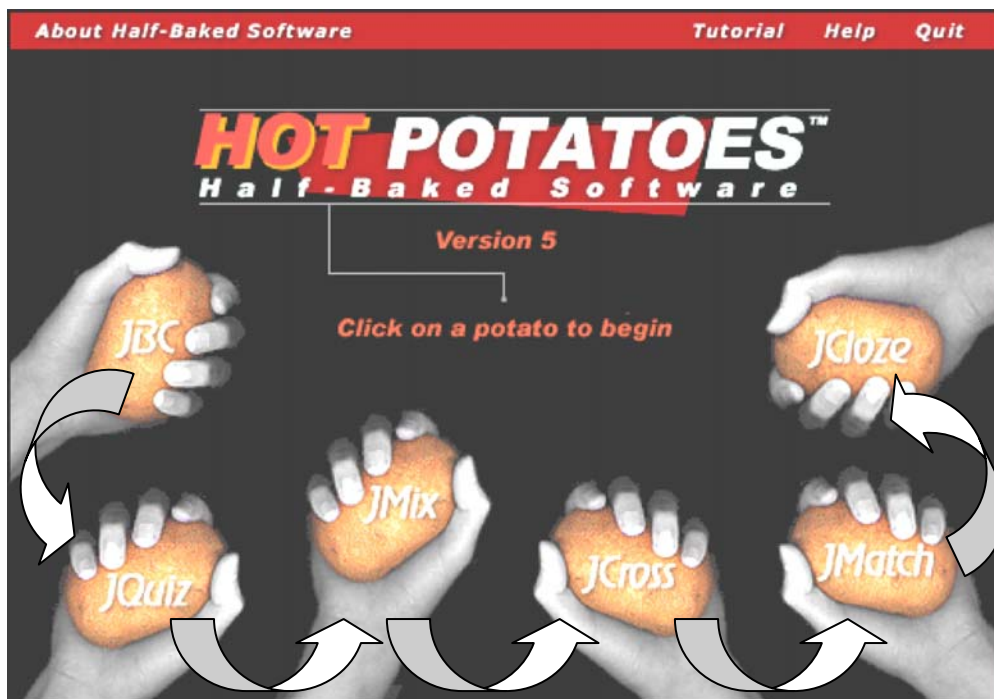 About Half-Baked Software Tutorial Help Quit
HOT POTATOES™
Half-Baked Software
Version 5
Click on a potato to begin
JBC
JCloze
JMix
JQuiz
JCross
JMatch